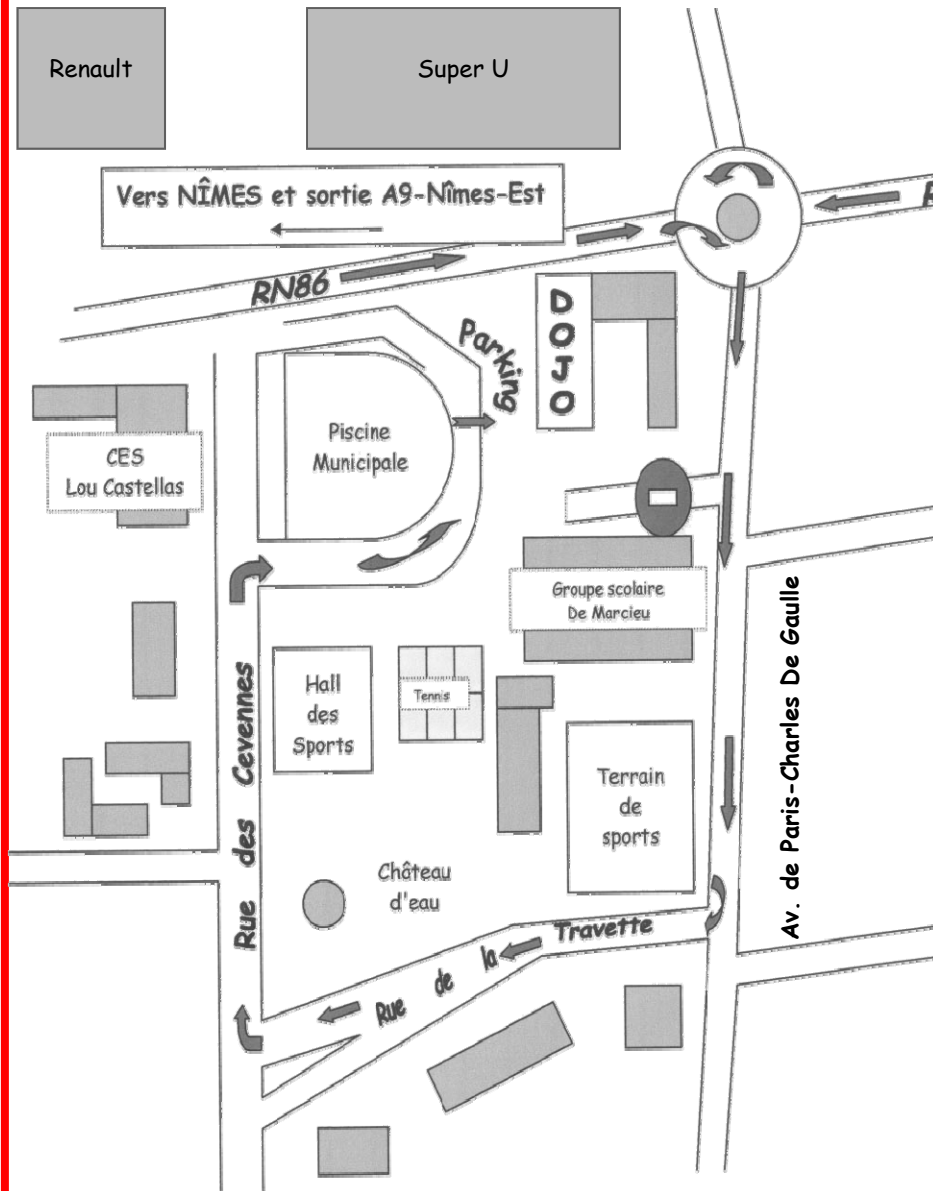 Renault
Super U
Vers NÎMES et sortie A9-Nîmes-Est
RN86
Parking
DOJO
Piscine
Municipale
CES
Lou Castellas
Groupe scolaire
De Marcieu
Av. de Paris-Charles De Gaulle
Rue des Cevennes
Hall
des
Sports
Tennis
Terrain
de
sports
Château
d'eau
Rue de la Travette